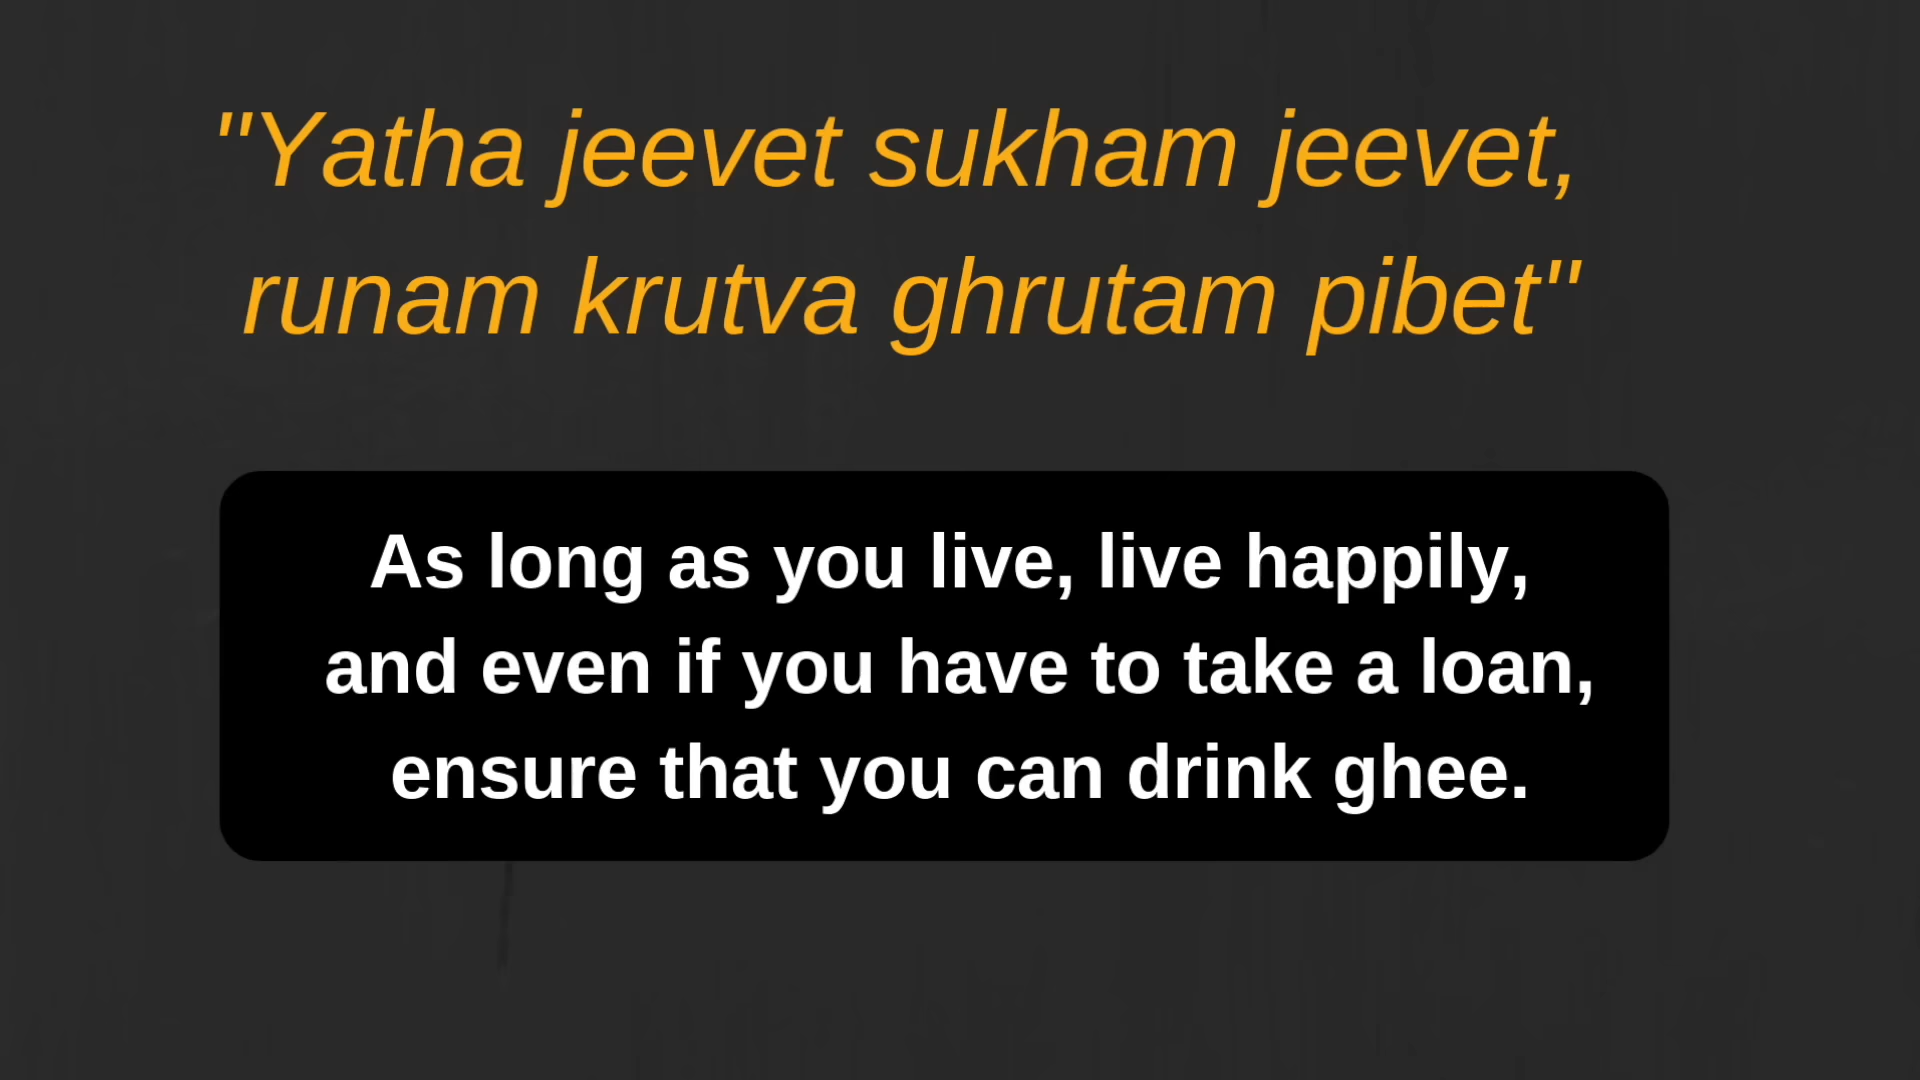 "Yatha jeevet sukham jeevet,
runam krutva ghrutam pibet"
As long as you live, live happily,
and even if you have to take a loan,
ensure that you can drink ghee.